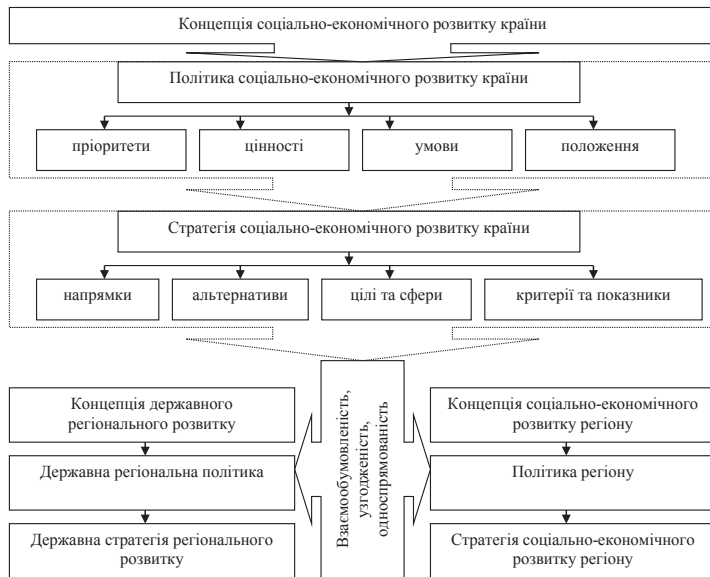 Концепція соціально-економічного розвитку країни
Політика соціально-економічного розвитку країни
пріоритети
цінності
умови
положення
Стратегія соціально-економічного розвитку країни
напрямки
альтернативи
цілі та сфери
критерії та показники
Концепція державного
регіонального розвитку
Державна регіональна політика
Державна стратегія регіонального
розвитку
Взаємообумовленість,
узгодженість,
односпрямованість
Концепція соціально-економічного
розвитку регіону
Політика регіону
Стратегія соціально-економічного
розвитку регіону